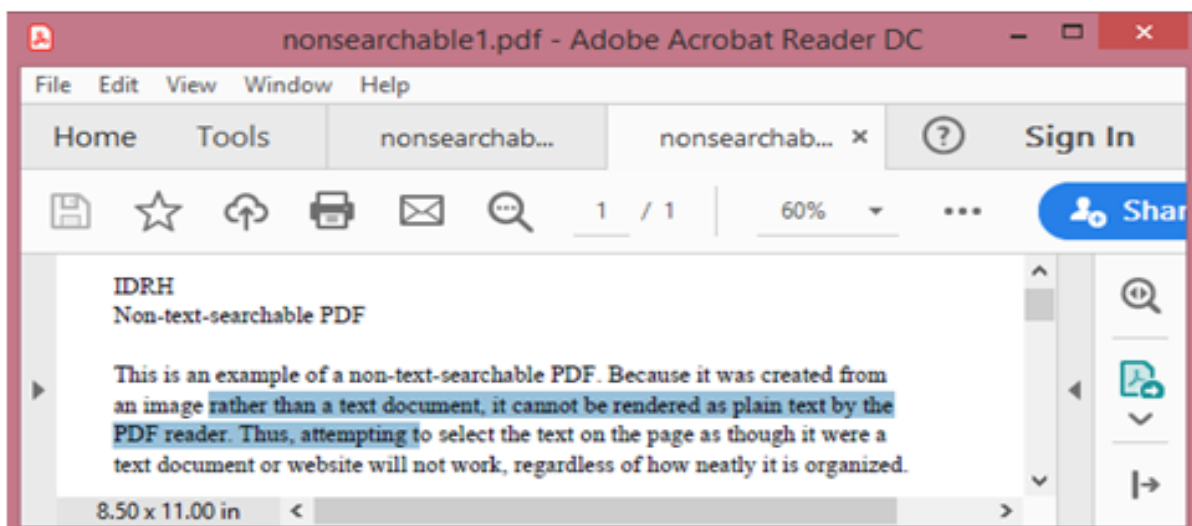 nonsearchable1.pdf - Adobe Acrobat Reader DC
File Edit View Window Help
Home Tools nonsearchab... nonsearchab... × ? Sign In
1 / 1 60% Shar
IDRH
Non-text-searchable PDF
This is an example of a non-text-searchable PDF. Because it was created from
an image rather than a text document, it cannot be rendered as plain text by the
PDF reader. Thus, attempting to select the text on the page as though it were a
text document or website will not work, regardless of how neatly it is organized.
8.50 x 11.00 in